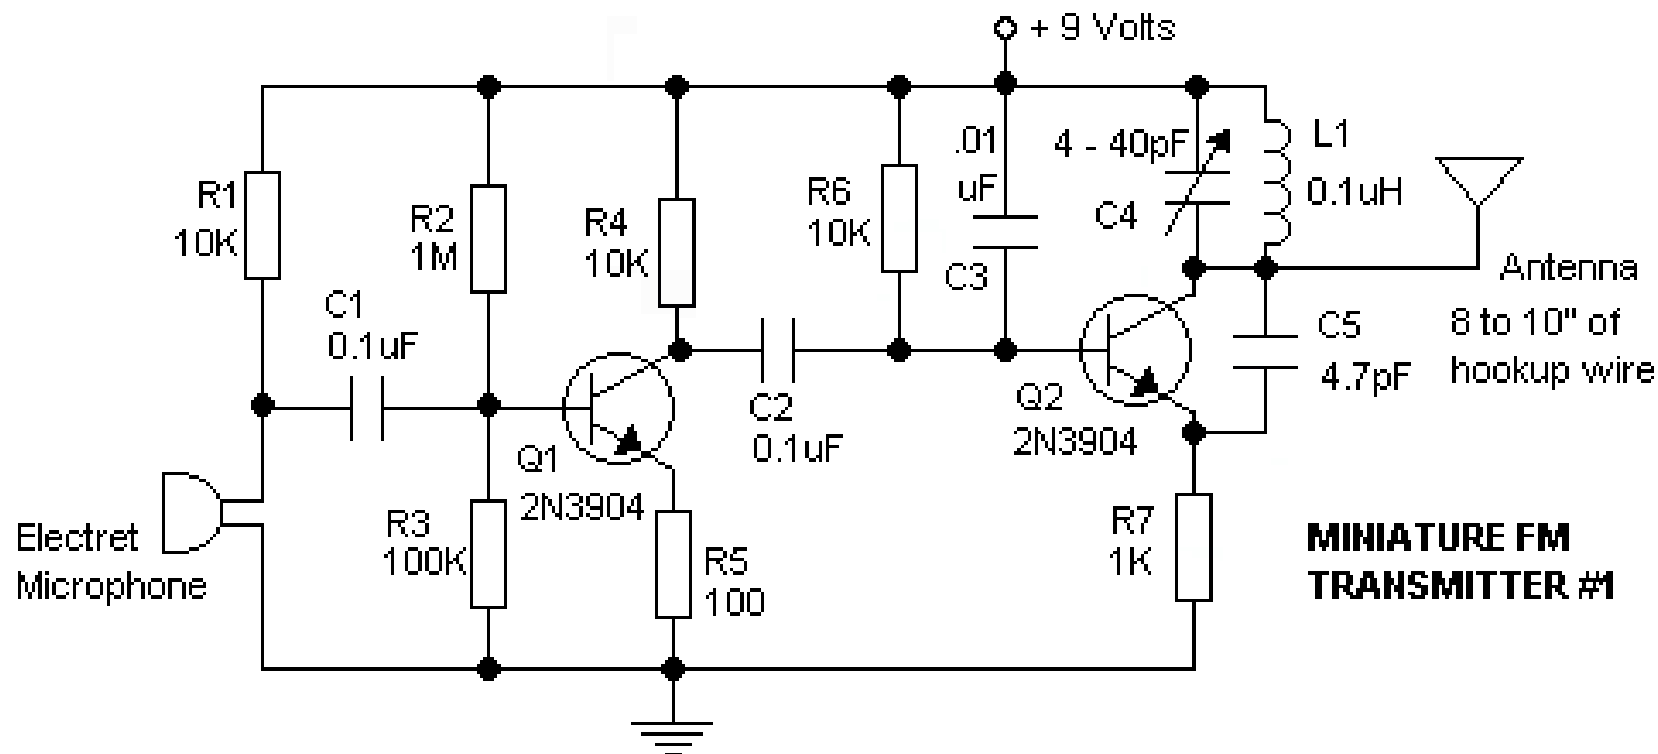 + 9 Volts
R1
10K
R2
1M
R4
10K
R6
10K
.01
uF
C3
4 - 40pF
C4
L1
0.1uH
C1
0.1uF
C2
0.1uF
Q1
2N3904
Q2
2N3904
C5
4.7pF
Antenna
8 to 10" of
hookup wire
Electret
Microphone
R3
100K
R5
100
R7
1K
MINIATURE FM
TRANSMITTER #1